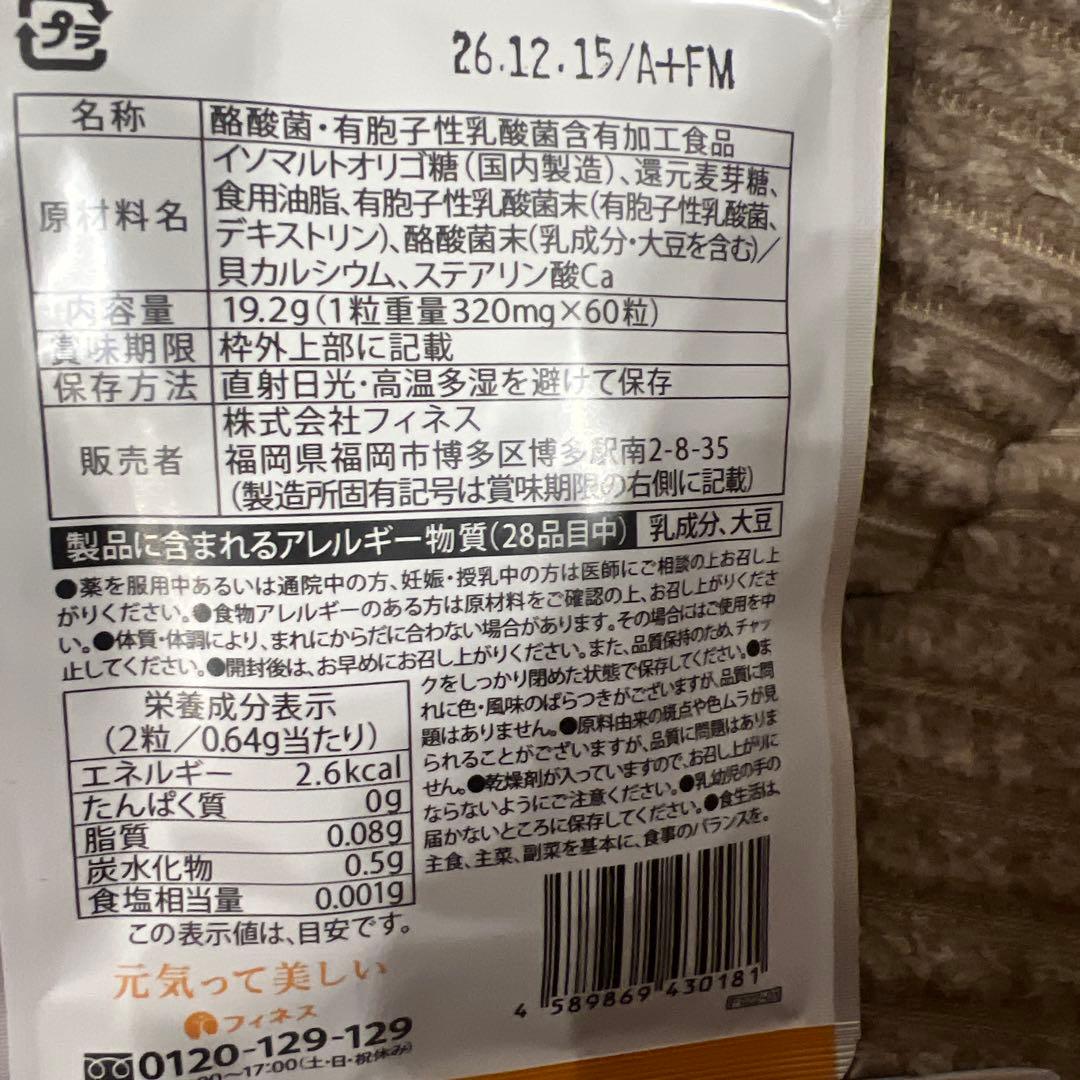 プラ
26.12.15/A+FM
名称 酪酸菌・有胞子性乳酸菌含有加工食品
原材料名 イソマルトオリゴ糖(国内製造)、還元麦芽糖、
食用油脂、有胞子性乳酸菌末(有胞子性乳酸菌、
デキストリン)、酪酸菌末(乳成分・大豆を含む)/
貝カルシウム、ステアリン酸Ca
内容量 19.2g(1粒重量320mg×60粒)
賞味期限 枠外上部に記載
保存方法 直射日光・高温多湿を避けて保存
販売者 株式会社フィネス
福岡県福岡市博多区博多駅南2-8-35
(製造所固有記号は賞味期限の右側に記載)
製品に含まれるアレルギー物質(28品目中) 乳成分、大豆
●薬を服用中あるいは通院中の方、妊娠・授乳中の方は医師にご相談の上お召し上
がりください。●食物アレルギーのある方は原材料をご確認の上、お召し上がりくださ
い。●体質・体調により、まれにからだに合わない場合があります。その場合にはご使用を中
止してください。●開封後は、お早めにお召し上がりください。また、品質保持のため、チャッ
クをしっかり閉めた状態で保存してください。●ま
れに色・風味のばらつきがございますが、品質に問
題はありません。●原料由来の斑点や色ムラが見
られることがございますが、品質に問題はありま
せん。●乾燥剤が入っていますので、お召し上がりに
ならないようにご注意ください。●乳幼児の手の
届かないところに保存してください。●食生活は、
主食、主菜、副菜を基本に、食事のバランスを。
栄養成分表示
(2粒/0.64g当たり)
エネルギー 2.6kcal
たんぱく質 0g
脂質 0.08g
炭水化物 0.5g
食塩相当量 0.001g
この表示値は、目安です。
元気って美しい
フィネス
0120-129-129
00~17:00(土・日・祝休み)
4 589869 430181